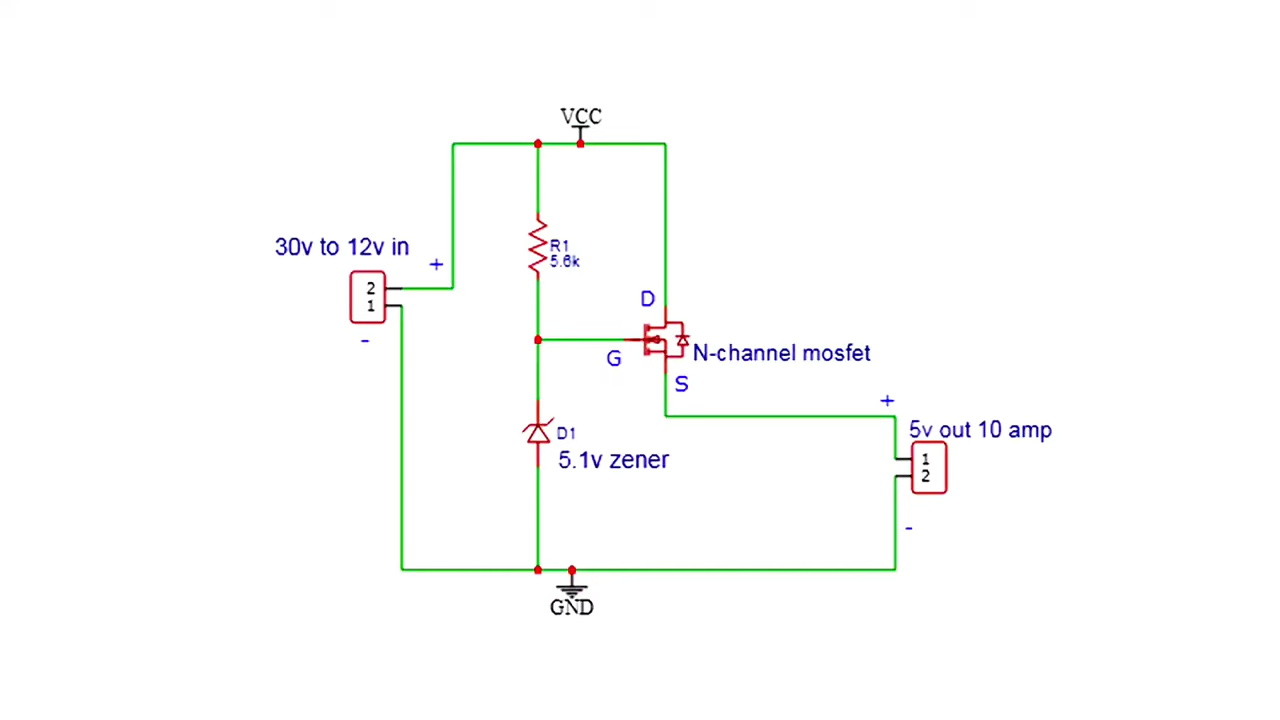 VCC
30v to 12v in
+
R1
5.6k
2
1
-
D
G
N-channel mosfet
S
+
5v out 10 amp
D1
5.1v zener
1
2
-
GND